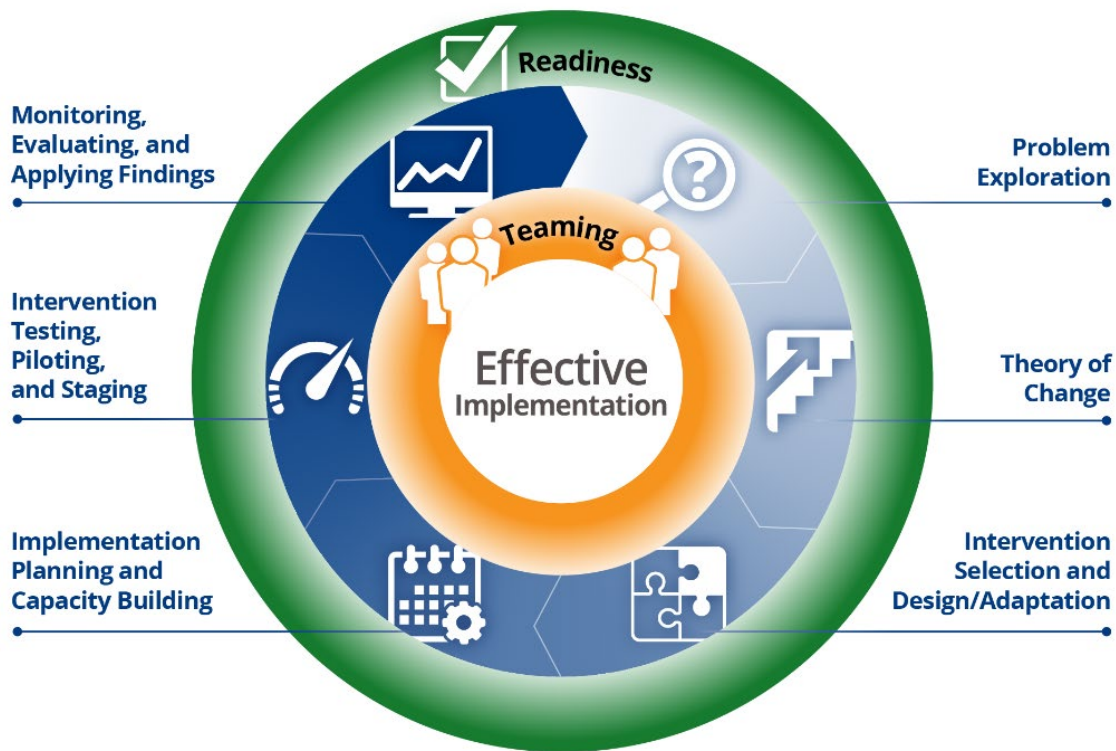 Readiness
Monitoring,
Evaluating, and
Applying Findings
Problem
Exploration
?
Teaming
Intervention
Testing,
Piloting,
and Staging
Effective
Implementation
Theory of
Change
Implementation
Planning and
Capacity Building
Intervention
Selection and
Design/Adaptation